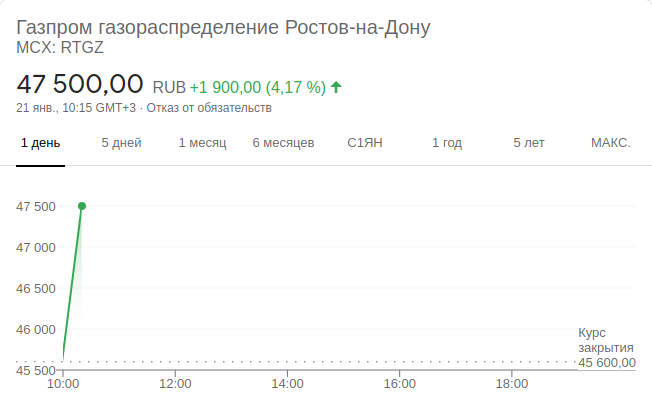 Газпром газораспределение Ростов-на-Дону
MCX: RTGZ
47 500,00 RUB +1 900,00 (4,17 %)
21 янв., 10:15 GMT+3 · Отказ от обязательств
1 день 5 дней 1 месяц 6 месяцев С1ЯН 1 год 5 лет МАКС.
47 500
47 000
46 500
46 000
45 500
Курс
закрытия
45 600,00
10:00 12:00 14:00 16:00 18:00